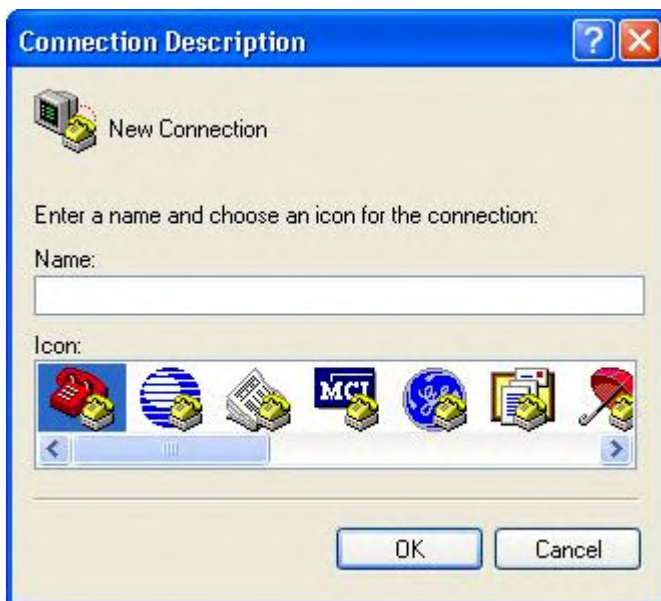 Connection Description
New Connection
Enter a name and choose an icon for the connection:
Name:
Icon:
MCI
OK
Cancel